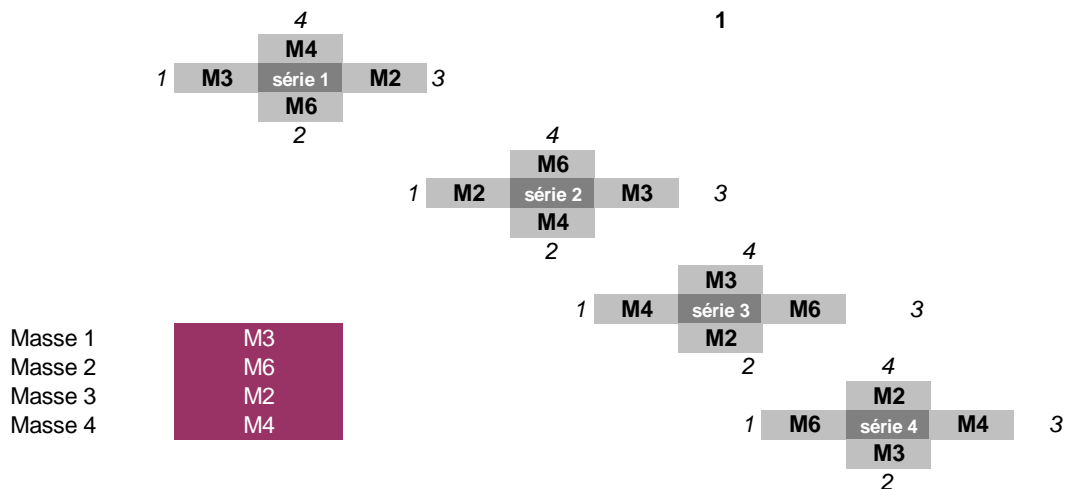 4 1
M4
1 M3 série 1 M2 3
M6
2 4
M6
1 M2 série 2 M3 3
M4
2 4
M3
1 M4 série 3 M6 3
Masse 1 M3 M2
Masse 2 M6 2 4
Masse 3 M2 M2
Masse 4 M4 1 M6 série 4 M4 3
M3
2